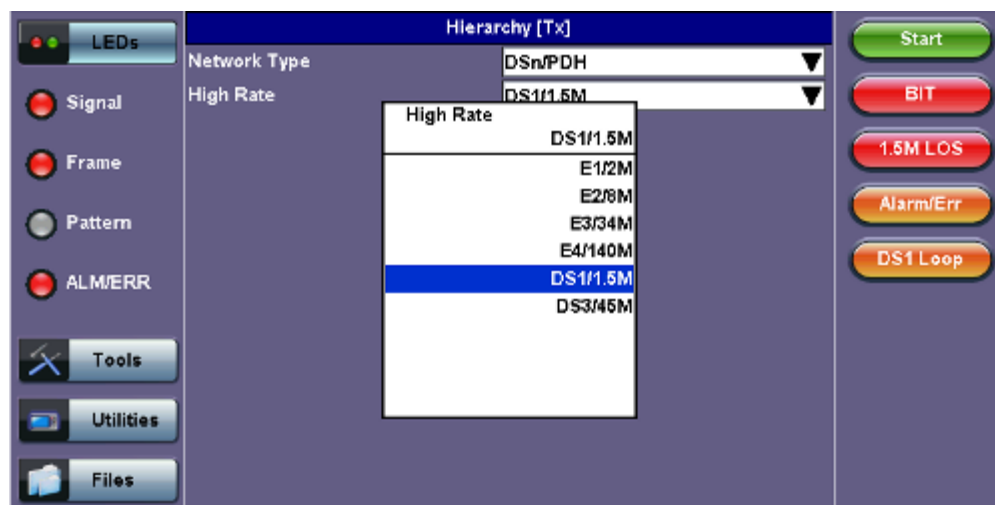 LEDs
Signal
Frame
Pattern
ALM/ERR
Tools
Utilities
Files
Hierarchy [Tx]
Network Type DSn/PDH
High Rate DS1/1.5M
High Rate
DS1/1.5M
E1/2M
E2/8M
E3/34M
E4/140M
DS1/1.5M
DS3/45M
Start
BIT
1.5M LOS
Alarm/Err
DS1 Loop